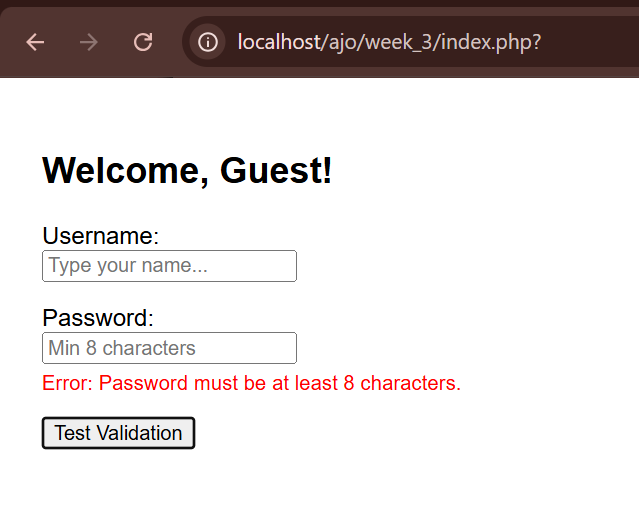 localhost/ajo/week_3/index.php?
Welcome, Guest!
Username:
Type your name...
Password:
Min 8 characters
Error: Password must be at least 8 characters.
Test Validation